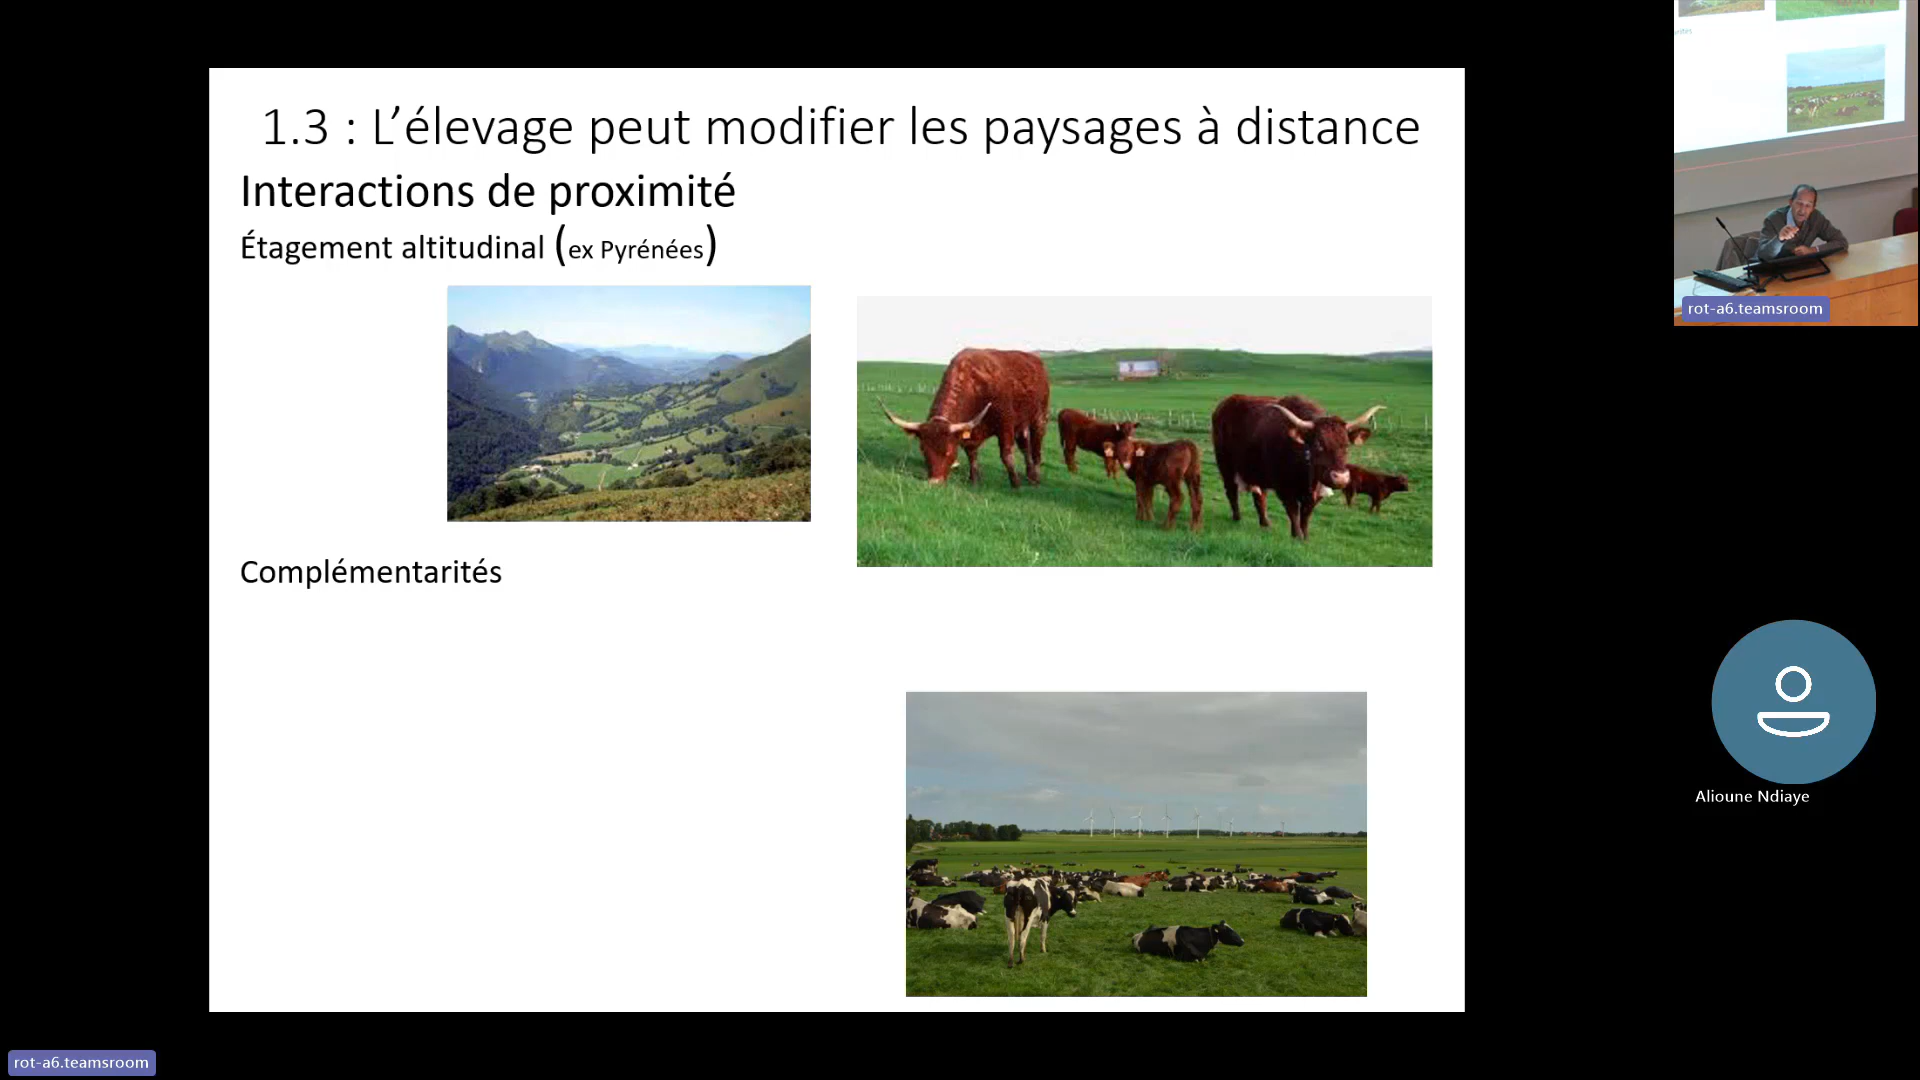 1.3 : L’élevage peut modifier les paysages à distance
Interactions de proximité
Étagement altitudinal (ex Pyrénées)
Complémentarités
rot-a6.teamsroom
Alioune Ndiaye
rot-a6.teamsroom